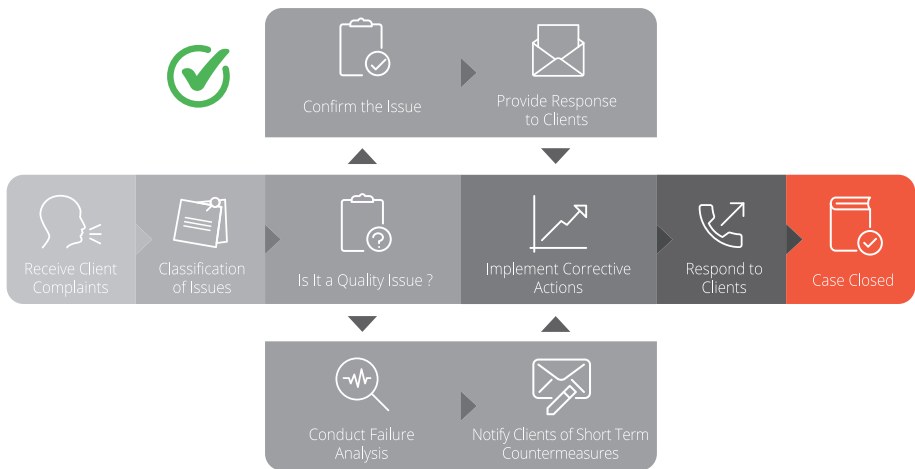 Confirm the Issue
Provide Response
to Clients
Receive Client
Complaints
Classification
of Issues
Is It a Quality Issue ?
Implement Corrective
Actions
Respond to
Clients
Case Closed
Conduct Failure
Analysis
Notify Clients of Short Term
Countermeasures